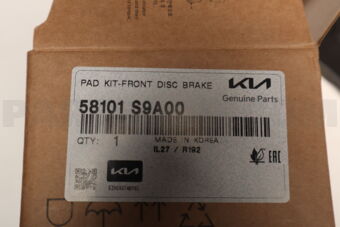 PAD KIT-FRONT DISC BRAKE
KIA
Genuine Parts
58101 S9A00
QTY: 1
MADE IN KOREA
IL27 / R192
KIA
EAC